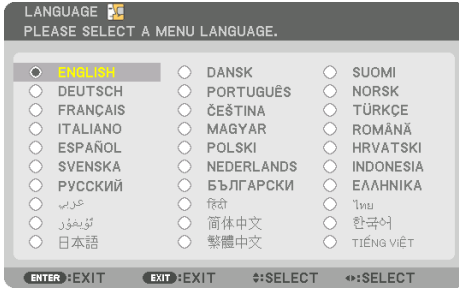 LANGUAGE
PLEASE SELECT A MENU LANGUAGE.
ENGLISH DANSK SUOMI
DEUTSCH PORTUGUÊS NORSK
FRANÇAIS ČEŠTINA TÜRKÇE
ITALIANO MAGYAR ROMÂNĂ
ESPAÑOL POLSKI HRVATSKI
SVENSKA NEDERLANDS INDONESIA
РУССКИЙ БЪЛГАРСКИ ΕΛΛΗΝΙΚΑ
عربي हिंदी ไทย
ئۇيغۇر 简体中文 한국어
日本語 繁體中文 TIẾNG VIỆT
ENTER:EXIT EXIT:EXIT :SELECT :SELECT